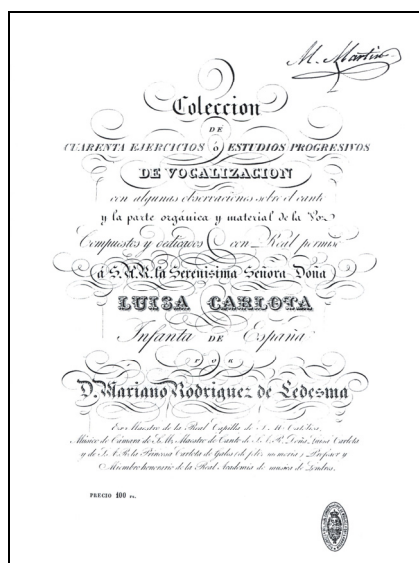 M. Martin
Coleccion
DE
CUARENTA EJERCICIOS ó ESTUDIOS PROGRESIVOS
DE VOCALIZACION
con algunas observaciones sobre el canto
y la parte orgánica y material de la Voz
Compuestos y dedicados con Real permiso
á S.A.R. la Serenisima Señora Doña
LUISA CARLOTA
Infanta DE España
POR
D. Mariano Rodriguez de Ledesma
Ex-Maestro de la Real Capilla de S. M. Católica,
Músico de Cámara de S. M., Maestro de Canto de S. A. R. Doña Luisa Carlota
y de S. A. R. la Princesa Carlota de Gales (de feliz memoria) Profesor y
Miembro honorario de la Real Academia de musica de Londres.
PRECIO 100 rs.